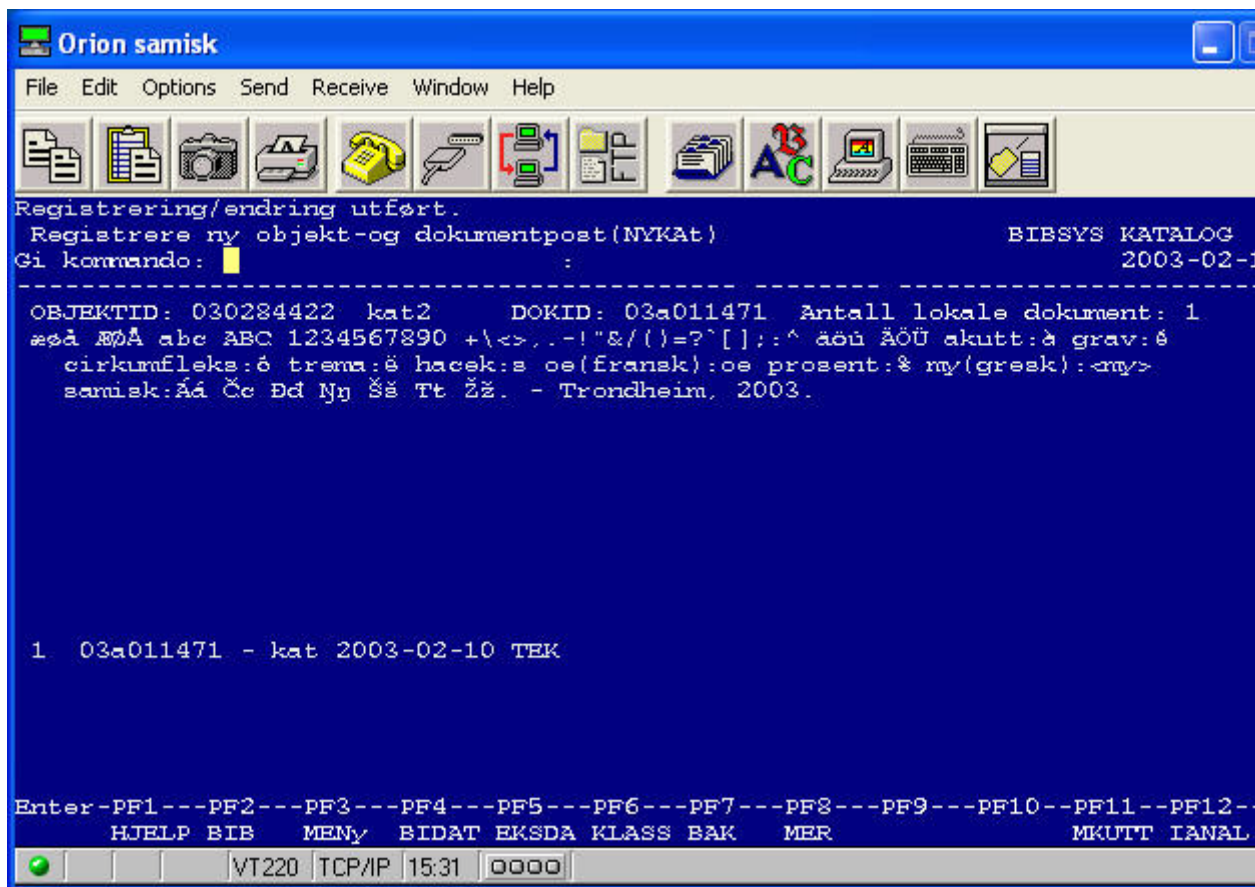 Orion samisk
File Edit Options Send Receive Window Help
FTP
Registrering/endring utført.
Registrere ny objekt-og dokumentpost(NYKAt) BIBSYS KATALOG
Gi kommando: : 2003-02-1
OBJEKTID: 030284422 kat2 DOKID: 03a011471 Antall lokale dokument: 1
æøå ÆØÅ abc ABC 1234567890 +\<>,.-!"&/()=?`[];:^ äöü ÄÖÜ akutt:à grav:é
cirkumfleks:ô trema:ë hacek:s oe(fransk):oe prosent:% my(gresk):<my>
samisk:Áá Čc Đđ Ŋŋ Šš Tt Žž. - Trondheim, 2003.
1 03a011471 - kat 2003-02-10 TEK
Enter-PF1---PF2---PF3---PF4---PF5---PF6---PF7---PF8---PF9---PF10--PF11--PF12-
HJELP BIB MENy BIDAT EKSDA KLASS BAK MER MKUTT IANAL
VT220 TCP/IP 15:31